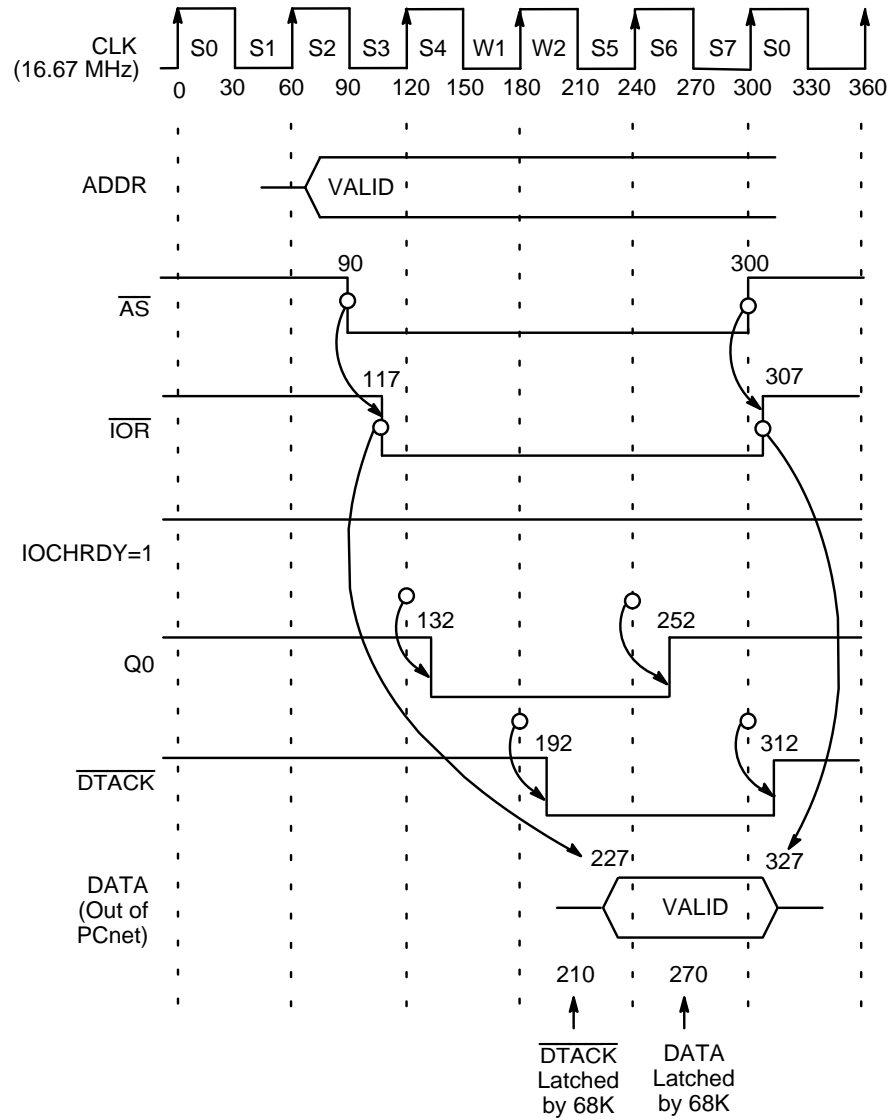 CLK
(16.67 MHz)
S0 S1 S2 S3 S4 W1 W2 S5 S6 S7 S0
0 30 60 90 120 150 180 210 240 270 300 330 360
ADDR
VALID
90 300
AS
117 307
IOR
IOCHRDY=1
132 252
Q0
192 312
DTACK
227 327
DATA
(Out of
PCnet)
VALID
210 270
DTACK
Latched
by 68K
DATA
Latched
by 68K